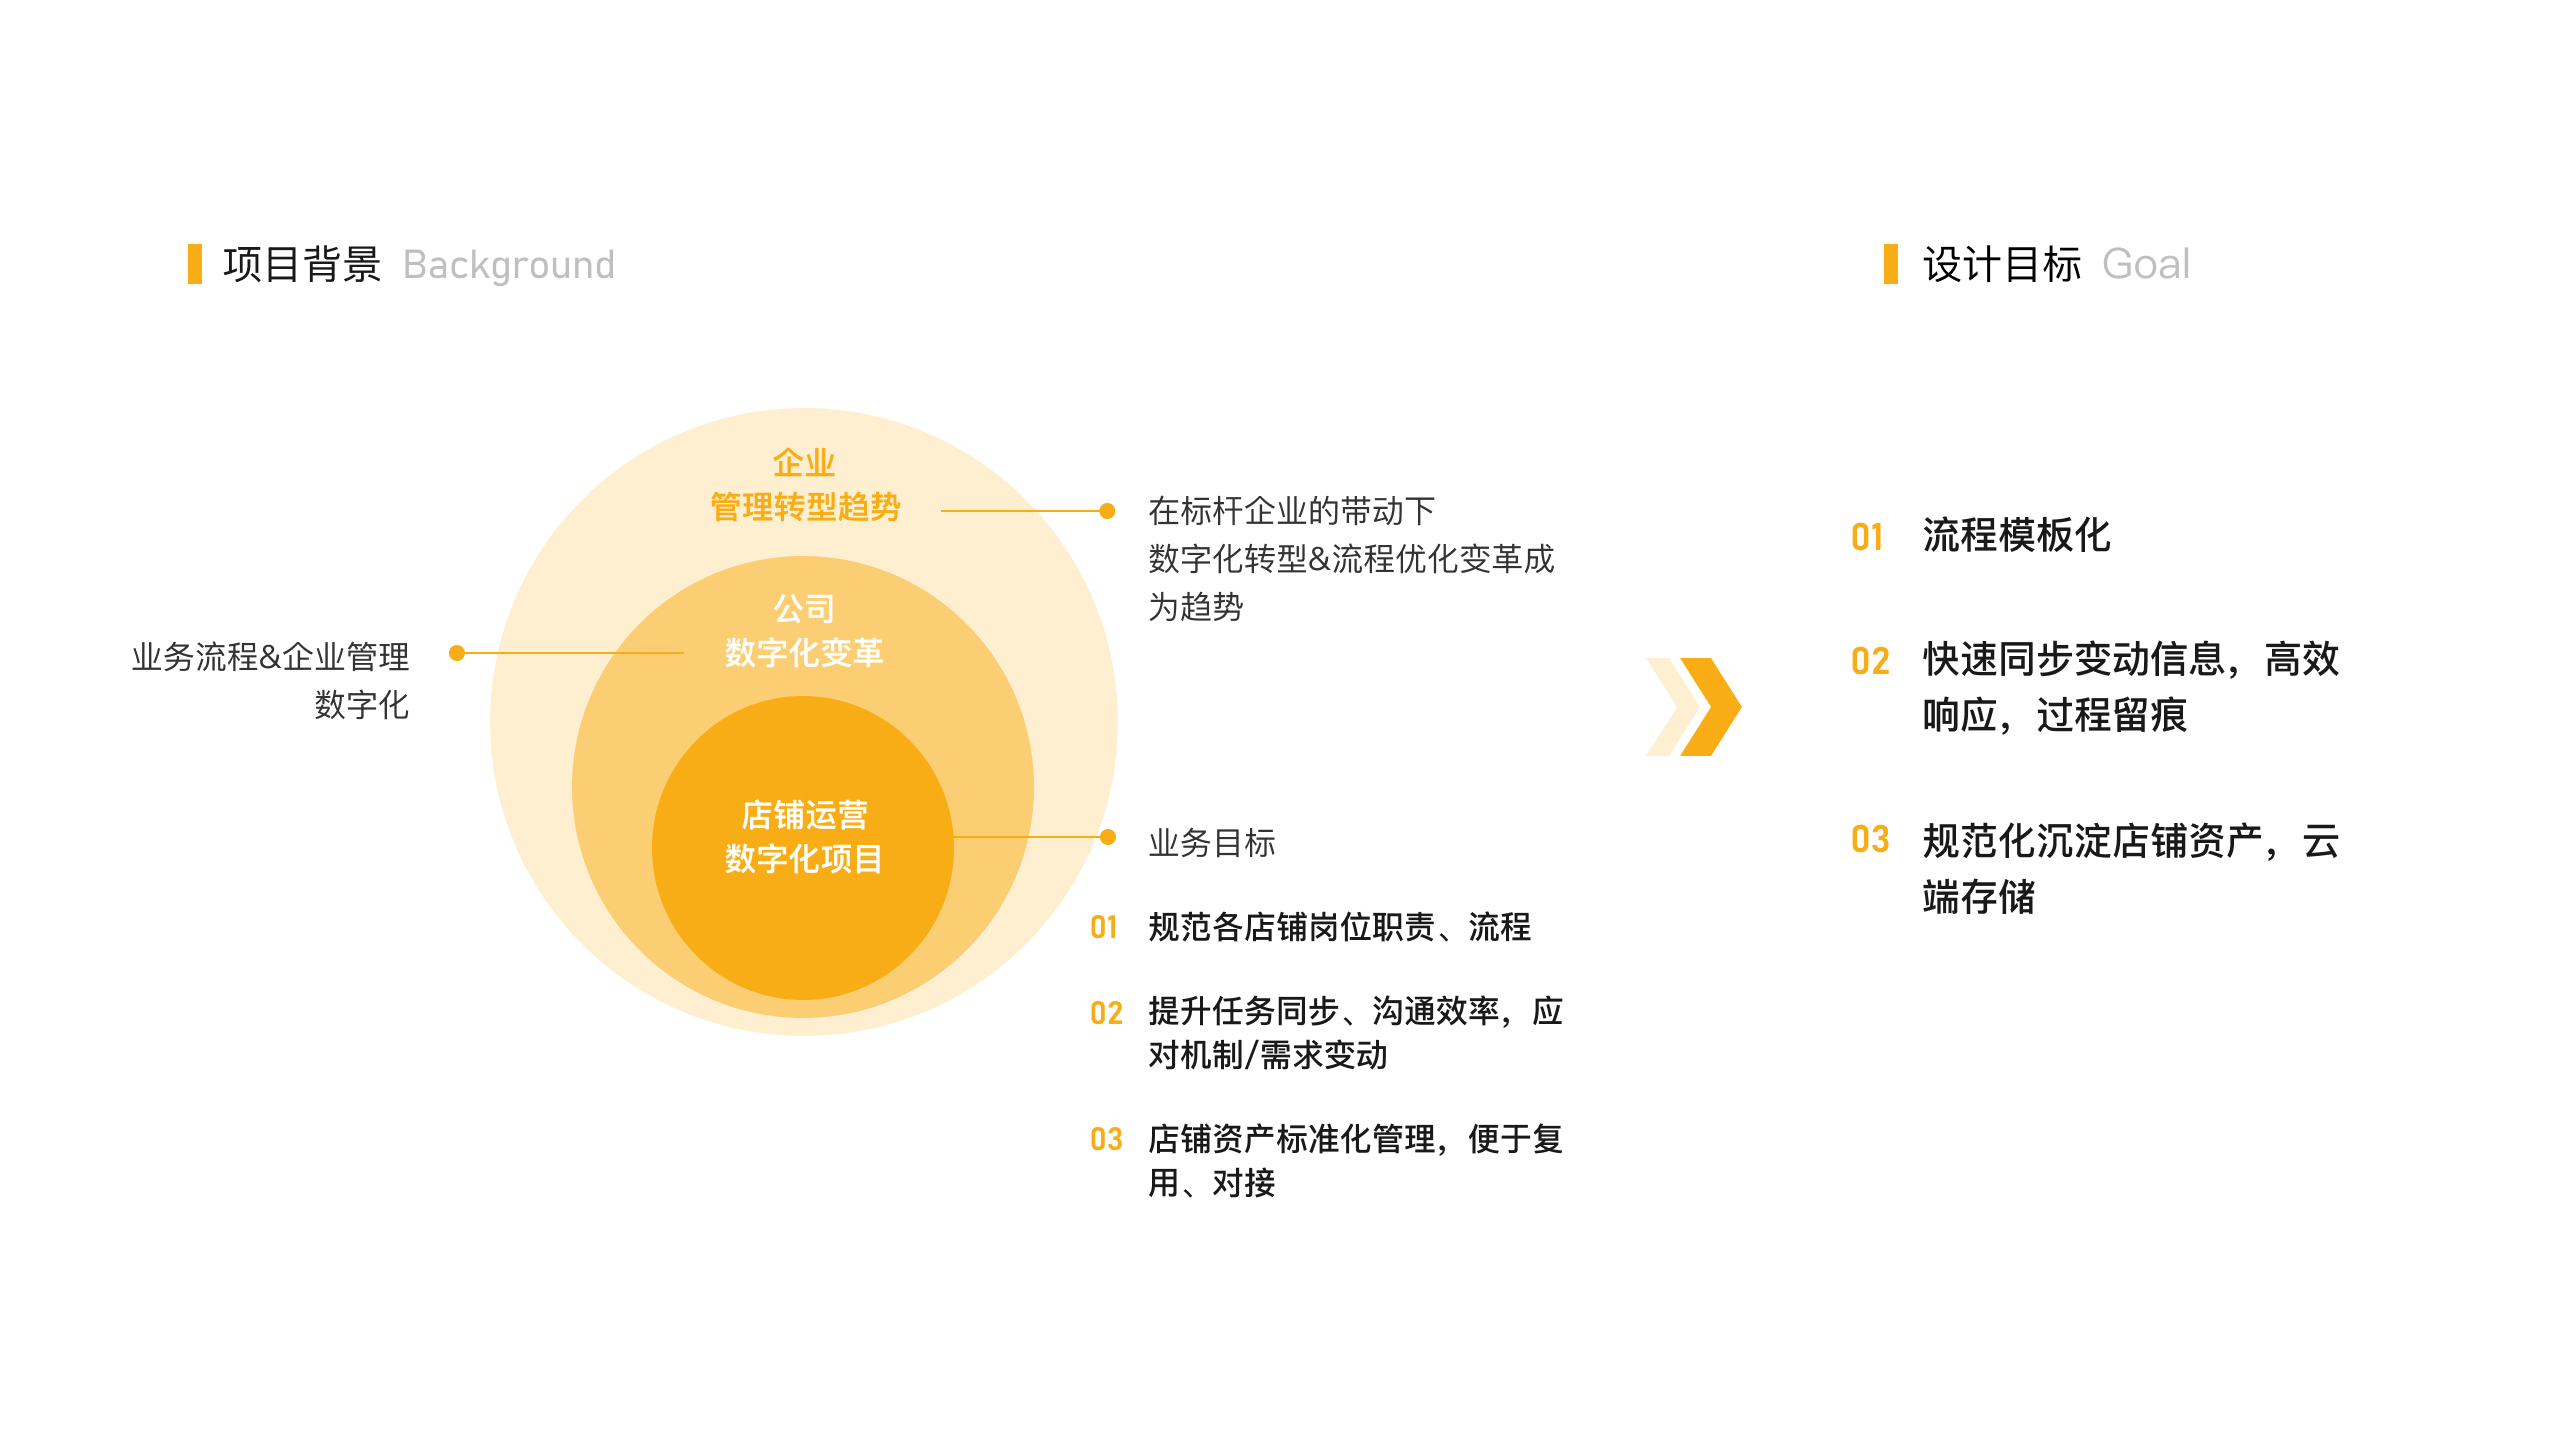 项目背景 Background
企业
管理转型趋势
在标杆企业的带动下
数字化转型&流程优化变革成
为趋势
公司
数字化变革
业务流程&企业管理
数字化
店铺运营
数字化项目
业务目标
01 规范各店铺岗位职责、流程
02 提升任务同步、沟通效率，应
对机制/需求变动
03 店铺资产标准化管理，便于复
用、对接
设计目标 Goal
01 流程模板化
02 快速同步变动信息，高效
响应，过程留痕
03 规范化沉淀店铺资产，云
端存储